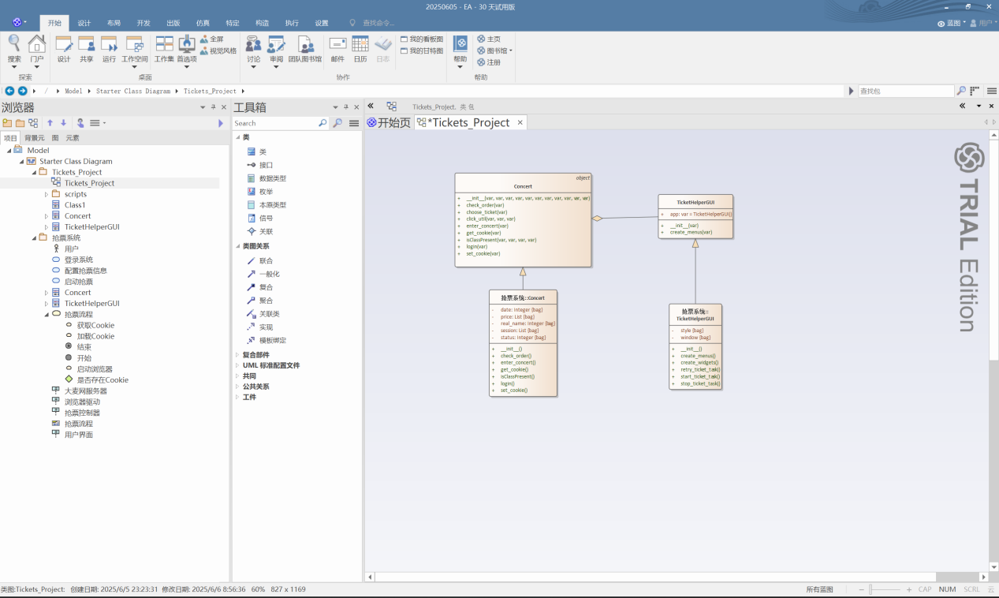 20250605 - EA - 30 天试用版
开始 设计 布局 开发 出版 仿真 特定 构造 执行 设置 查找命令...
蓝图 用户
搜索 门户 设计 共享 运行 工作空间 工作集 首选项 全屏 视觉风格 讨论 审阅 团队图书馆 邮件 日历 日志 我的看板图 我的甘特图 帮助 主页 图书馆 注册
探索 桌面 协作 帮助
/ Model Starter Class Diagram Tickets_Project 查找包
浏览器
项目 背景元 图 元素
Model
Starter Class Diagram
Tickets_Project
Tickets_Project
scripts
Class1
Concert
TicketHelperGUI
抢票系统
用户
登录系统
配置抢票信息
启动抢票
Concert
TicketHelperGUI
抢票流程
获取Cookie
加载Cookie
结束
开始
启动浏览器
是否存在Cookie
大麦网服务器
浏览器驱动
抢票控制器
抢票流程
用户界面
工具箱
Search
类
类
接口
数据类型
枚举
本原类型
信号
关联
类图关系
联合
一般化
复合
聚合
关联类
实现
模板绑定
复合部件
UML 标准配置文件
共同
公共关系
工件
Tickets_Project. 类 包
开始页 *Tickets_Project ×
object
Concert
+ __init__(var, var, var, var, var, var, var, var, var, var, var)
+ check_order(var)
+ choose_ticket(var)
+ click_util(var, var, var)
+ enter_concert(var)
+ get_cookie(var)
+ isClassPresent(var, var, var, var)
+ login(var)
+ set_cookie(var)
TicketHelperGUI
+ app: var = TicketHelperGUI()
+ __init__(var)
+ create_menus(var)
抢票系统::Concert
- date: Integer [bag]
- price: List [bag]
- real_name: Integer [bag]
- session: List [bag]
- status: Integer [bag]
+ __init__()
+ check_order()
+ enter_concert()
+ get_cookie()
+ isClassPresent()
+ login()
+ set_cookie()
抢票系统::
TicketHelperGUI
- style [bag]
- window [bag]
+ __init__()
+ create_menus()
+ create_widgets()
+ retry_ticket_task()
+ start_ticket_task()
+ stop_ticket_task()
TRIAL Edition
类图:Tickets_Project: 创建日期: 2025/6/5 23:23:31 修改日期: 2025/6/6 8:56:36 60% 827 x 1169
所有蓝图 CAP NUM SCRL 云